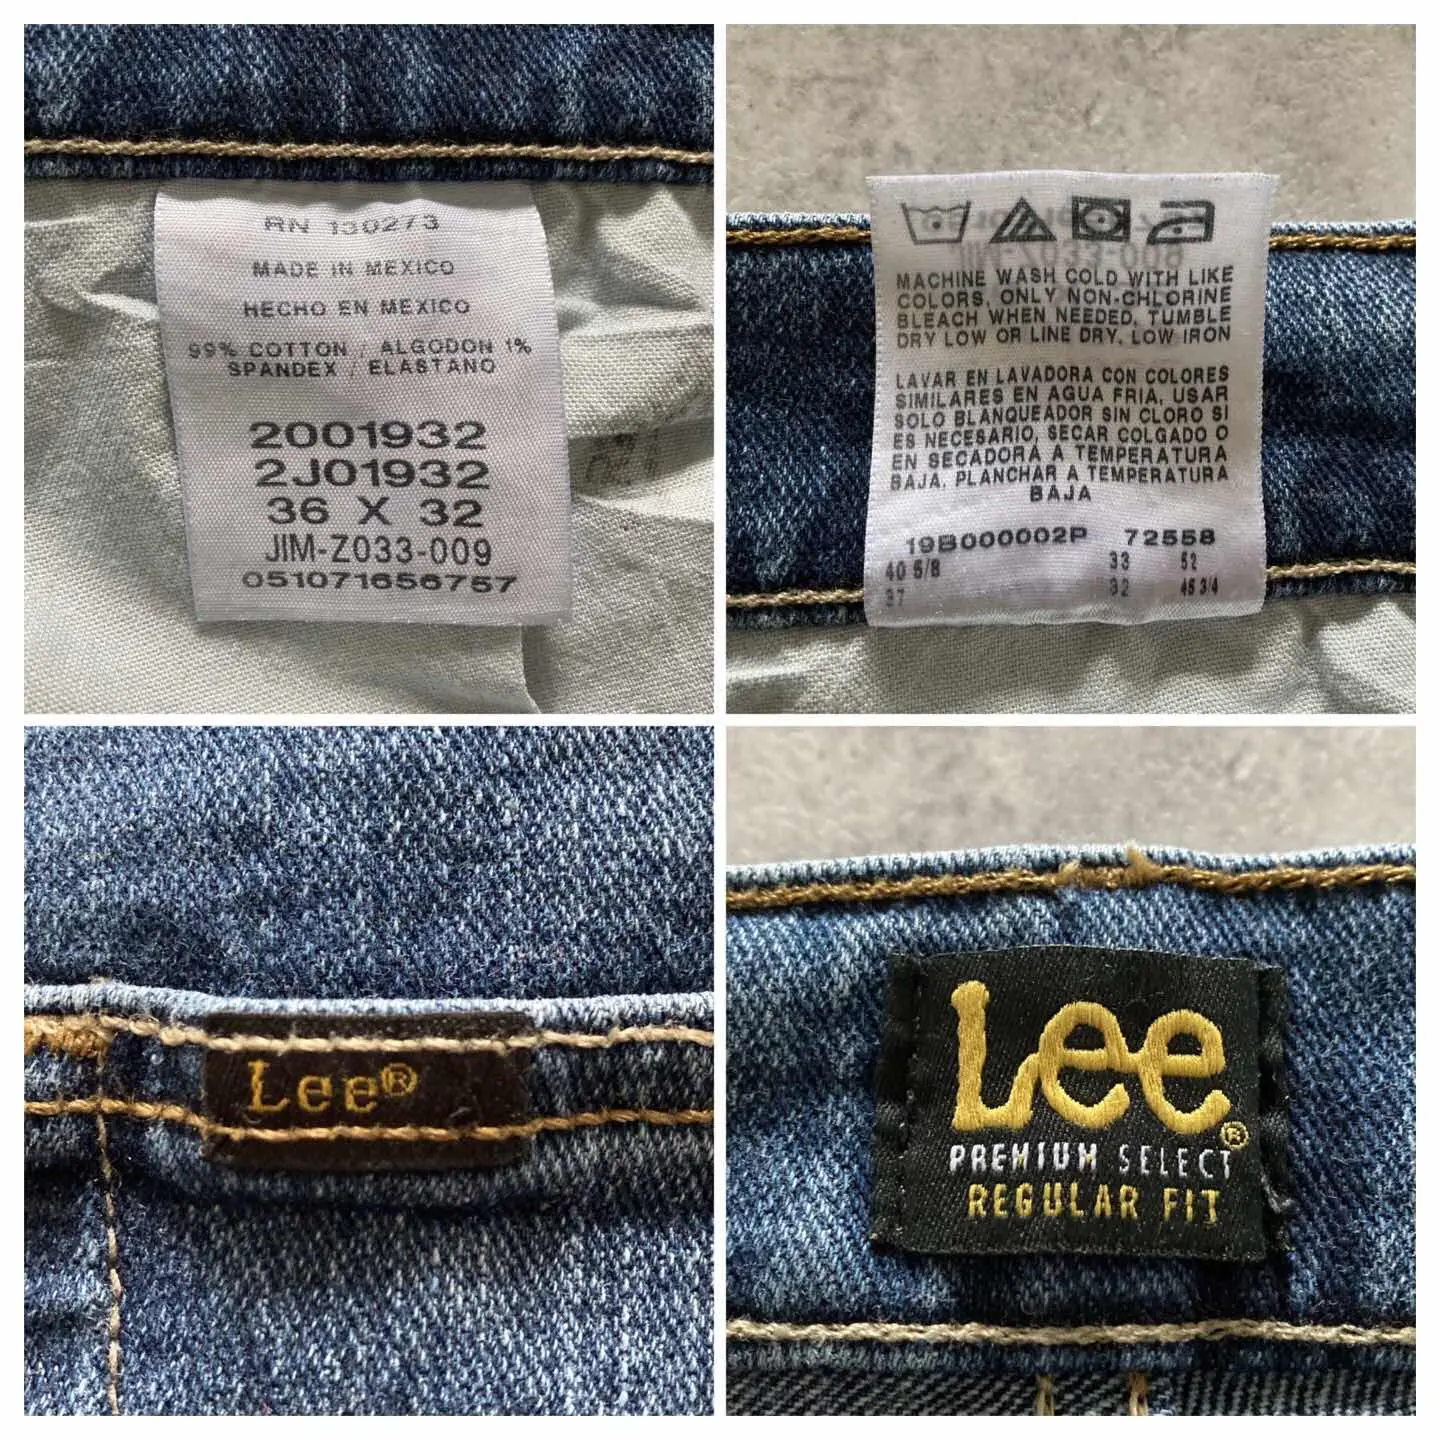 RN 130273
MADE IN MEXICO
HECHO EN MEXICO
99% COTTON / ALGODON 1%
SPANDEX / ELASTANO
2001932
2J01932
36 X 32
JIM-Z033-009
051071656757
JIM-Z033-009
MACHINE WASH COLD WITH LIKE
COLORS, ONLY NON-CHLORINE
BLEACH WHEN NEEDED, TUMBLE
DRY LOW OR LINE DRY, LOW IRON
LAVAR EN LAVADORA CON COLORES
SIMILARES EN AGUA FRIA, USAR
SOLO BLANQUEADOR SIN CLORO SI
ES NECESARIO, SECAR COLGADO O
EN SECADORA A TEMPERATURA
BAJA, PLANCHAR A TEMPERATURA
BAJA
19B000002P 72558
40 5/8 33 52
37 32 45 3/4
Lee®
Lee®
PREMIUM SELECT
REGULAR FIT